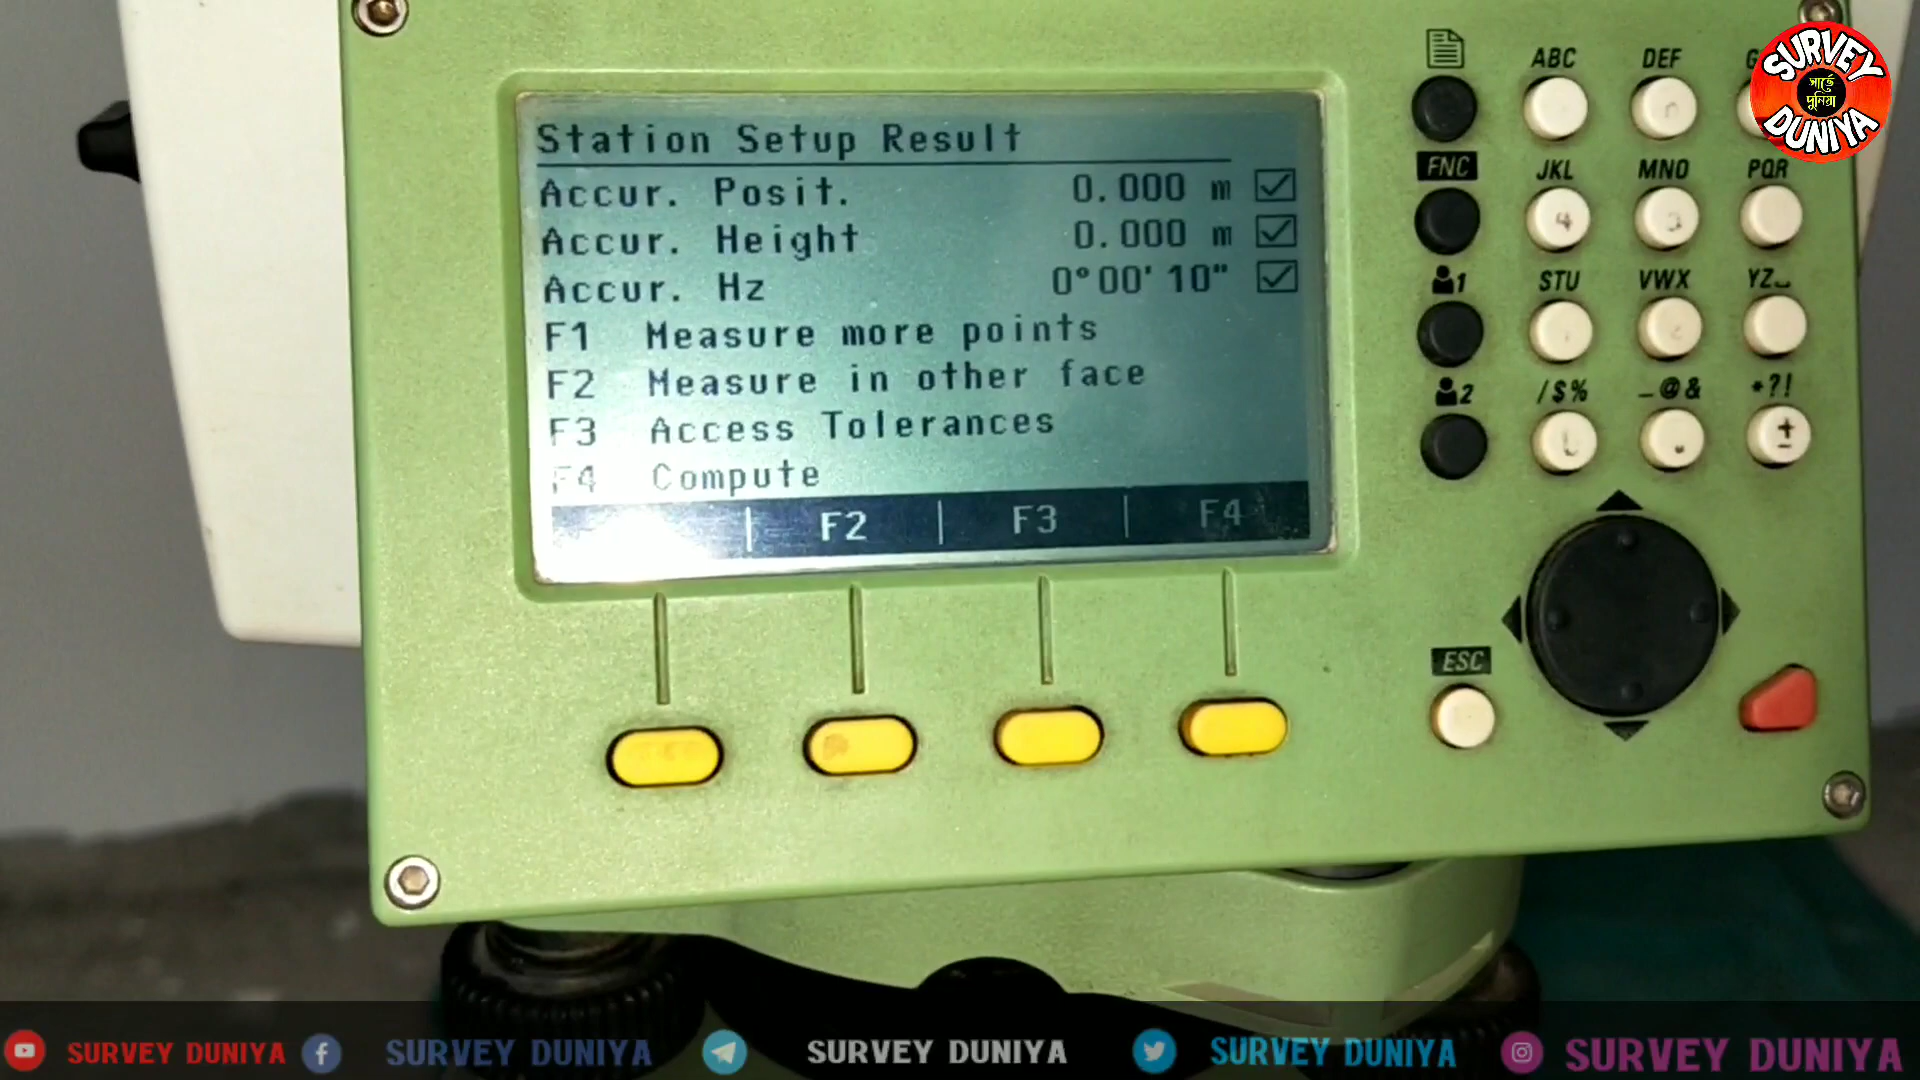 Station Setup Result
Accur. Posit. 0.000 m
Accur. Height 0.000 m
Accur. Hz 0°00'10"
F1 Measure more points
F2 Measure in other face
F3 Access Tolerances
F4 Compute
F2 F3 F4
ABC DEF
FNC JKL MNO PQR
1 STU VWX YZ
2 /$% _@& *?!
±
ESC
SURVEY
সার্ভে
দুনিয়া
DUNIYA
SURVEY DUNIYA SURVEY DUNIYA SURVEY DUNIYA SURVEY DUNIYA SURVEY DUNIYA